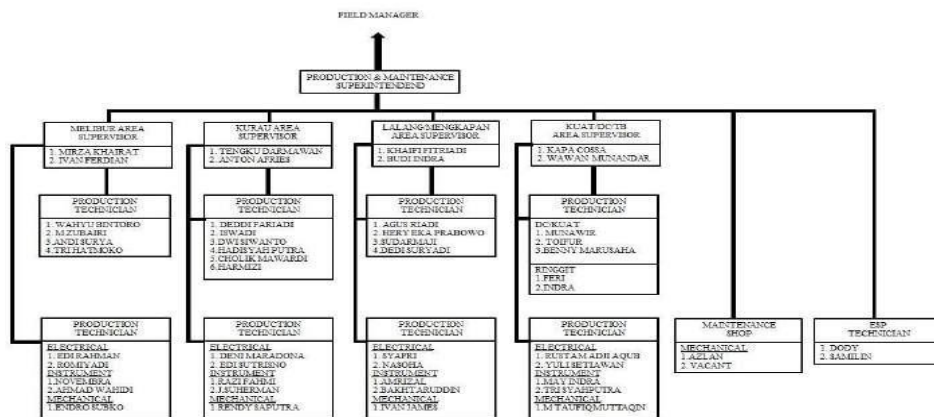 FIELD MANAGER
PRODUCTION & MAINTENANCE
SUPERINTENDEND
MELIBUR AREA
SUPERVISOR
1. MIRZA KHAIRAT
2. IVAN FERDIAN
KURAU AREA
SUPERVISOR
1. TENGKU DARMAWAN
2. ANTON AFRIES
LALANG/MENGKAPAN
AREA SUPERVISOR
1. KHAIFI FITRIADI
2. BUDI INDRA
KUAT/DC/TB
AREA SUPERVISOR
1. KAPA COSSA
2. WAWAN MUNANDAR
PRODUCTION
TECHNICIAN
1. WAHYU BINTORO
2. M.ZUBAIRI
3.ANDI SURYA
4.TRI HATMOKO
PRODUCTION
TECHNICIAN
1. DEDDI FARIADI
2. ISWADI
3.DWI SIWANTO
4.HADISYAH PUTRA
5.CHOLIK MAWARDI
6.HARMIZI
PRODUCTION
TECHNICIAN
1. AGUS RIADI
2. HERY EKA PRABOWO
3.SUDARMAJI
4.DEDI SURYADI
PRODUCTION
TECHNICIAN
DC/KUAT
1. MUNAWIR
2. TOIFUR
3.BENNY MARUSAHA
RINGGIT
1.FERI
2.INDRA
PRODUCTION
TECHNICIAN
ELECTRICAL
1. EDI RAHMAN
2. ROMIYADI
INSTRUMENT
1.NOVEMBRA
2.AHMAD WAHIDI
MECHANICAL
1.ENDRO SUBKO
PRODUCTION
TECHNICIAN
ELECTRICAL
1. DENI MARADONA
2. EDI SUTRISNO
INSTRUMENT
1.RAZI FAHMI
2.J.SUHERMAN
MECHANICAL
1.RENDY SAPUTRA
PRODUCTION
TECHNICIAN
ELECTRICAL
1. SYAFRI
2. NASOHA
INSTRUMENT
1.AMRIZAL
2.BAKHTARUDDIN
MECHANICAL
1.IVAN JAMES
PRODUCTION
TECHNICIAN
ELECTRICAL
1. RUSTAM ADJI AQUB
2. YULI SETIAWAN
INSTRUMENT
1.MAY INDRA
2.TRI SYAHPUTRA
MECHANICAL
1.M TAUFIQ MUTTAQIN
MAINTENANCE
SHOP
MECHANICAL
1.AZLAN
2. VACANT
ESP
TECHNICIAN
1. DODY
2. SAMILIN